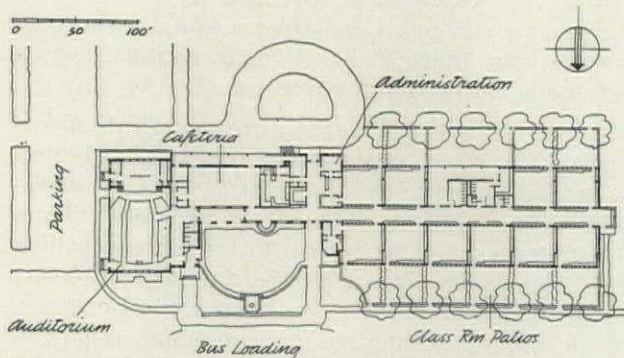 0 50 100'
Administration
Cafeteria
Parking
Auditorium
Bus Loading
Class Rm Patios